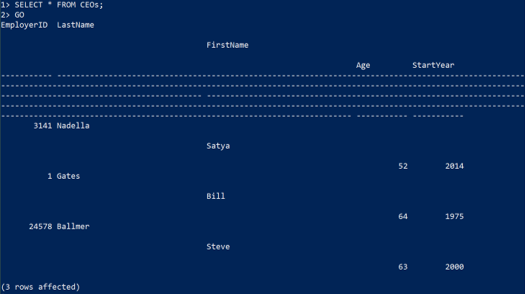 1> SELECT * FROM CEOs;
2> GO
EmployerID LastName
FirstName
Age StartYear
----------- ----------------------------------------------------------------------------------------------------
--------------------------------------------------------------------------------------------------------------
---------------------------------------- ---------------------------------------------------------------------
--------------------------------------------------------------------------------------------------------------
------------------------------------------------------------------------- ----------- -----------
3141 Nadella
Satya
52 2014
1 Gates
Bill
64 1975
24578 Ballmer
Steve
63 2000
(3 rows affected)